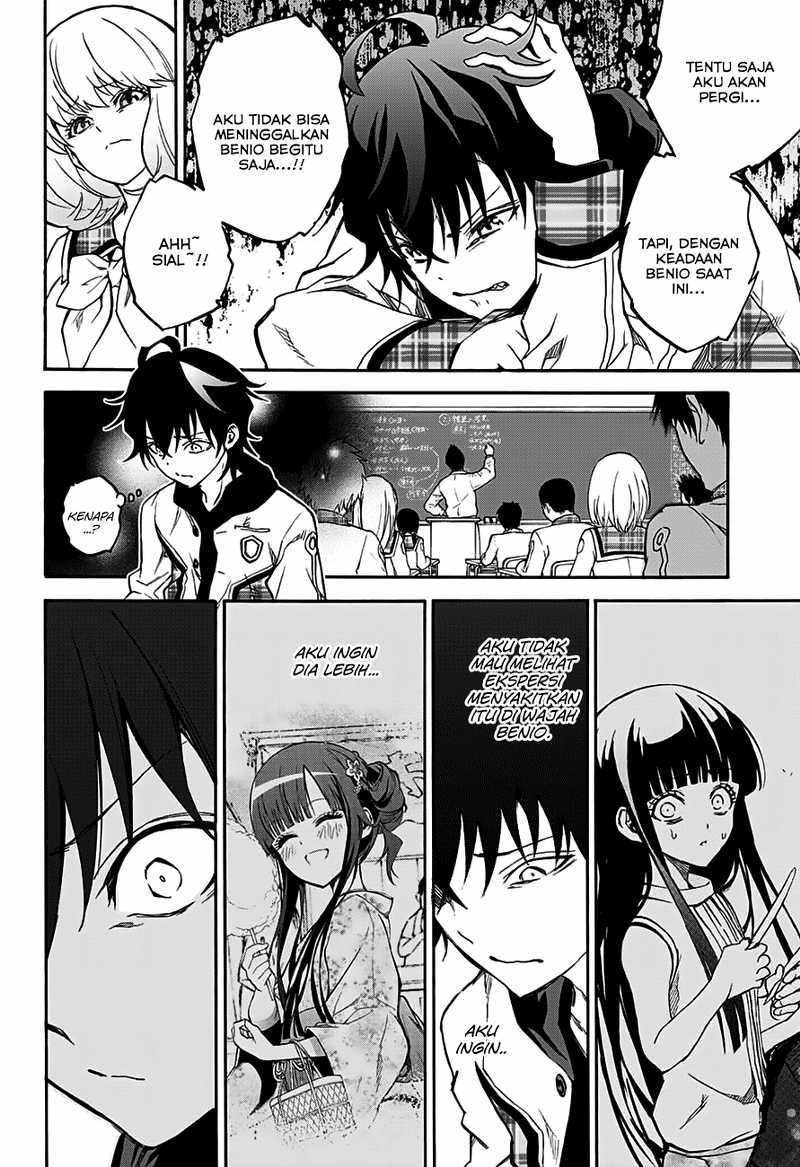 TENTU SAJA
AKU AKAN
PERGI...
TAPI, DENGAN
KEADAAN
BENIO SAAT
INI...
AKU TIDAK BISA
MENINGGALKAN
BENIO BEGITU
SAJA...!!
AHH~
SIAL~!!
KENAPA
...?
AKU TIDAK
MAU MELIHAT
EKSPERSI
MENYAKITKAN
ITU DI WAJAH
BENIO.
AKU
INGIN..
AKU INGIN
DIA LEBIH...